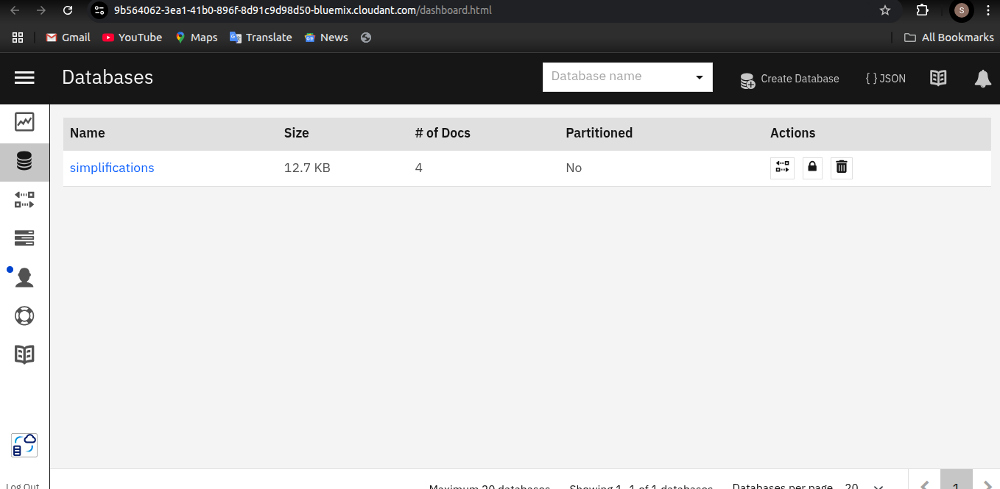 9b564062-3ea1-41b0-896f-8d91c9d98d50-bluemix.cloudant.com/dashboard.html
S
Gmail YouTube Maps Translate News All Bookmarks
Databases Database name Create Database { } JSON
Name Size # of Docs Partitioned Actions
simplifications 12.7 KB 4 No
Log Out Maximum 20 databases Showing 1–1 of 1 databases Databases per page 20 1